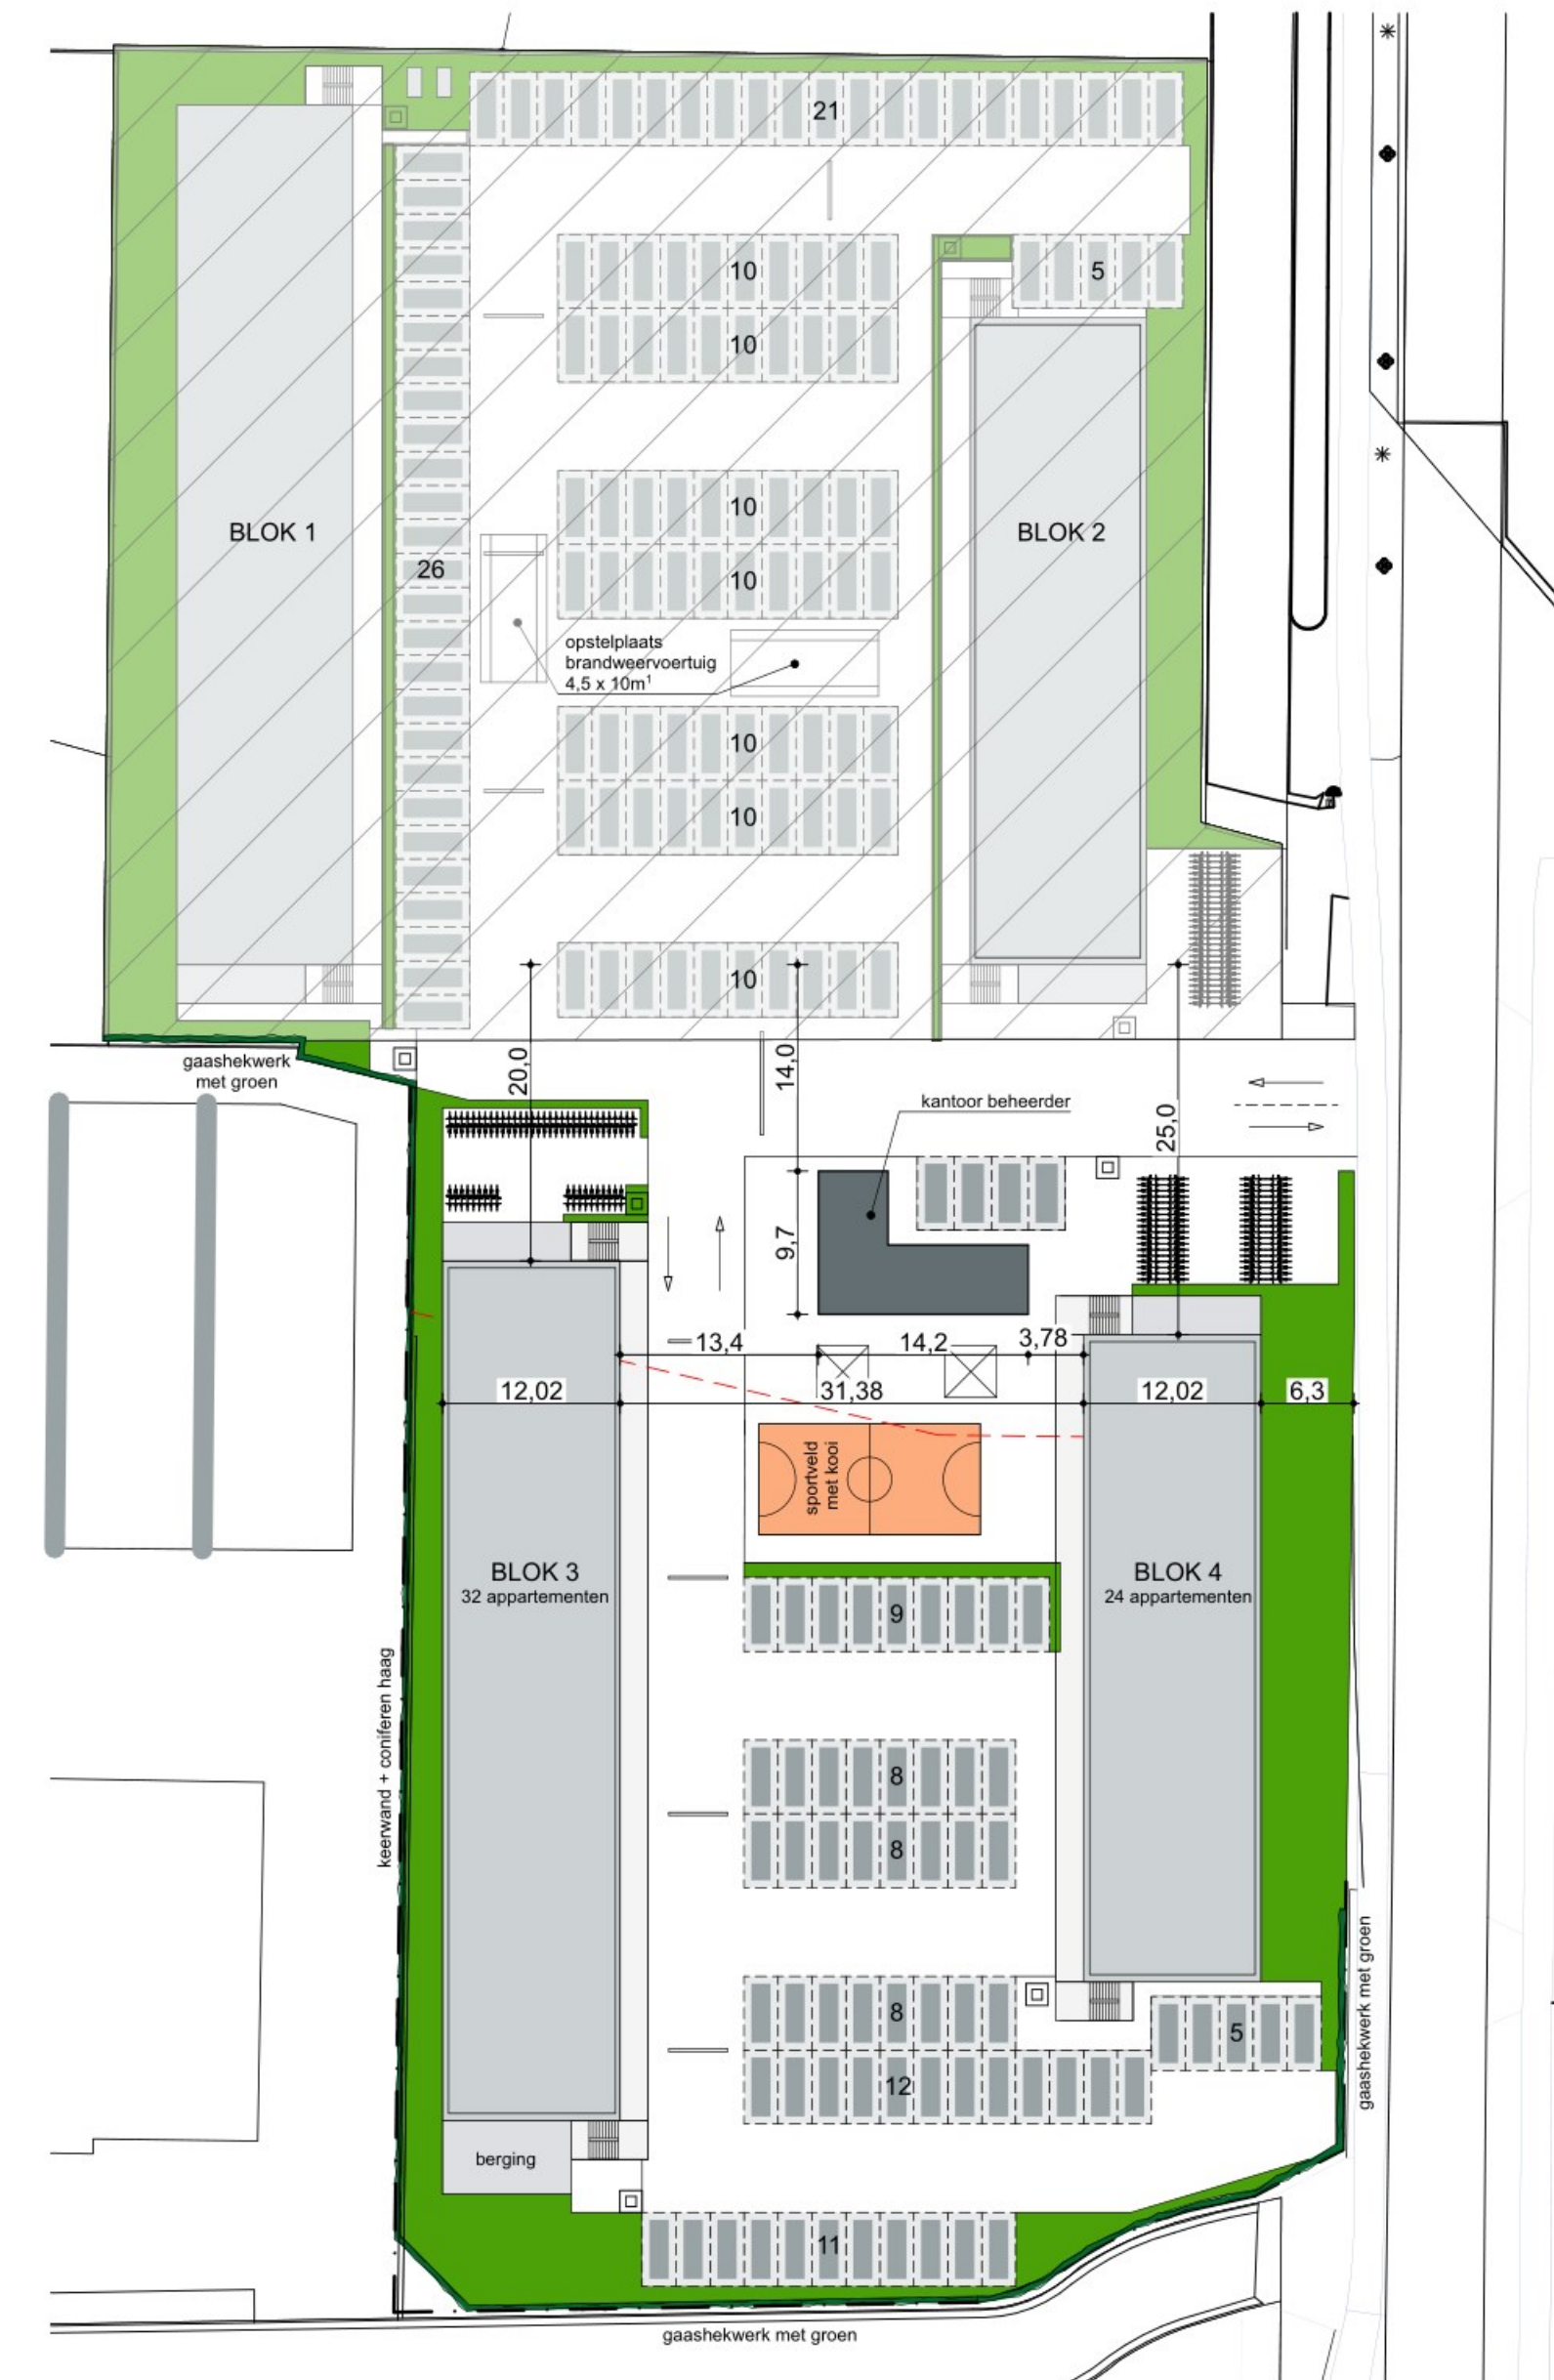 21
10
5
10
10
BLOK 1
BLOK 2
26
10
opstelplaats
brandweervoertuig
4,5 x 10m¹
10
10
10
20,0
14,0
25,0
gaashekwerk
met groen
kantoor beheerder
9,7
13,4
14,2
3,78
12,02
31,38
12,02
6,3
sportveld
met kooi
BLOK 3
32 appartementen
BLOK 4
24 appartementen
9
keerwand + coniferen haag
8
8
gaashekwerk met groen
8
5
12
berging
11
gaashekwerk met groen